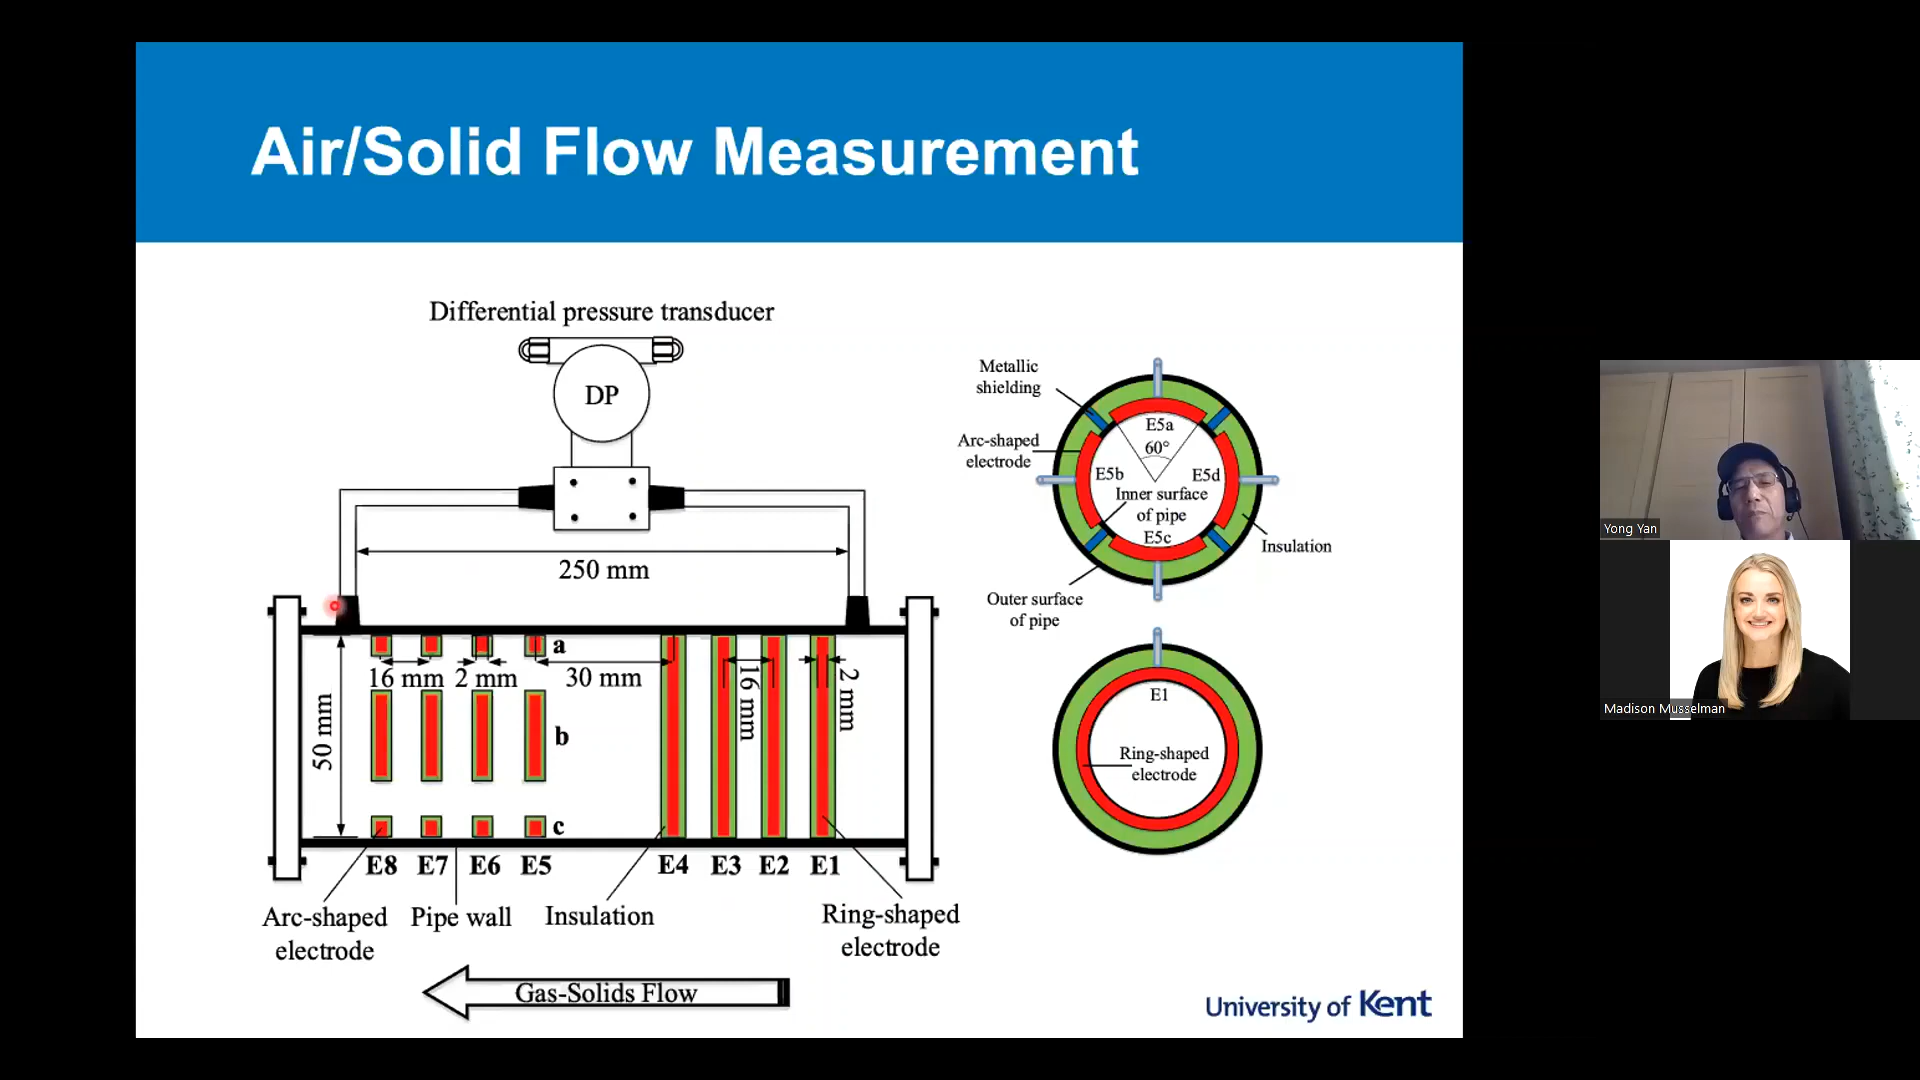 Air/Solid Flow Measurement
Differential pressure transducer
DP
250 mm
a
16 mm
2 mm
30 mm
16 mm
2 mm
50 mm
b
c
E8
E7
E6
E5
E4
E3
E2
E1
Arc-shaped
electrode
Pipe wall
Insulation
Ring-shaped
electrode
Gas-Solids Flow
Metallic
shielding
Arc-shaped
electrode
E5a
60°
E5b
E5d
Inner surface
of pipe
E5c
Insulation
Outer surface
of pipe
E1
Ring-shaped
electrode
University of Kent
Yong Yan
Madison Musselman